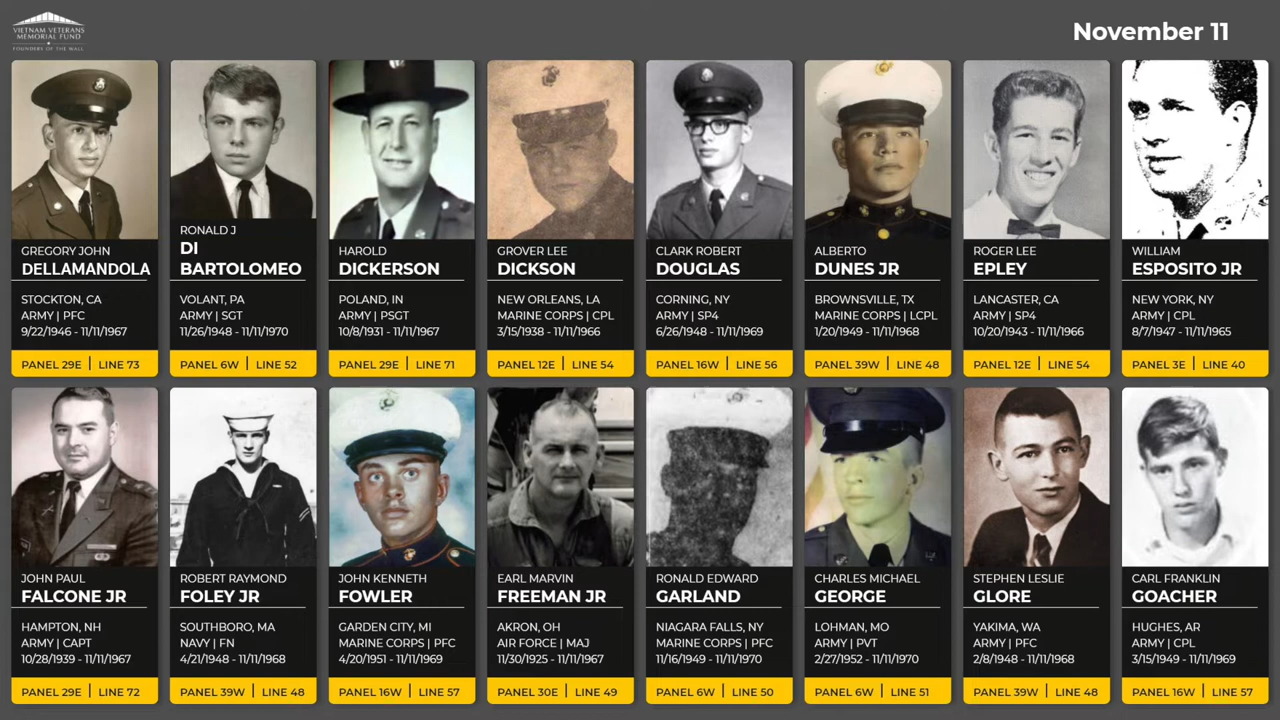 VIETNAM VETERANS
MEMORIAL FUND
FOUNDERS OF THE WALL
November 11
GREGORY JOHN
DELLAMANDOLA
STOCKTON, CA
ARMY | PFC
9/22/1946 - 11/11/1967
PANEL 29E | LINE 73
RONALD J
DI
BARTOLOMEO
VOLANT, PA
ARMY | SGT
11/26/1948 - 11/11/1970
PANEL 6W | LINE 52
HAROLD
DICKERSON
POLAND, IN
ARMY | PSGT
10/8/1931 - 11/11/1967
PANEL 29E | LINE 71
GROVER LEE
DICKSON
NEW ORLEANS, LA
MARINE CORPS | CPL
3/15/1938 - 11/11/1966
PANEL 12E | LINE 54
CLARK ROBERT
DOUGLAS
CORNING, NY
ARMY | SP4
6/26/1948 - 11/11/1969
PANEL 16W | LINE 56
ALBERTO
DUNES JR
BROWNSVILLE, TX
MARINE CORPS | LCPL
1/20/1949 - 11/11/1968
PANEL 39W | LINE 48
ROGER LEE
EPLEY
LANCASTER, CA
ARMY | SP4
10/20/1943 - 11/11/1966
PANEL 12E | LINE 54
WILLIAM
ESPOSITO JR
NEW YORK, NY
ARMY | CPL
8/7/1947 - 11/11/1965
PANEL 3E | LINE 40
JOHN PAUL
FALCONE JR
HAMPTON, NH
ARMY | CAPT
10/28/1939 - 11/11/1967
PANEL 29E | LINE 72
ROBERT RAYMOND
FOLEY JR
SOUTHBORO, MA
NAVY | FN
4/21/1948 - 11/11/1968
PANEL 39W | LINE 48
JOHN KENNETH
FOWLER
GARDEN CITY, MI
MARINE CORPS | PFC
4/20/1951 - 11/11/1969
PANEL 16W | LINE 57
EARL MARVIN
FREEMAN JR
AKRON, OH
AIR FORCE | MAJ
11/30/1925 - 11/11/1967
PANEL 30E | LINE 49
RONALD EDWARD
GARLAND
NIAGARA FALLS, NY
MARINE CORPS | PFC
11/16/1949 - 11/11/1970
PANEL 6W | LINE 50
CHARLES MICHAEL
GEORGE
LOHMAN, MO
ARMY | PVT
2/27/1952 - 11/11/1970
PANEL 6W | LINE 51
STEPHEN LESLIE
GLORE
YAKIMA, WA
ARMY | PFC
2/8/1948 - 11/11/1968
PANEL 39W | LINE 48
CARL FRANKLIN
GOACHER
HUGHES, AR
ARMY | CPL
3/15/1949 - 11/11/1969
PANEL 16W | LINE 57